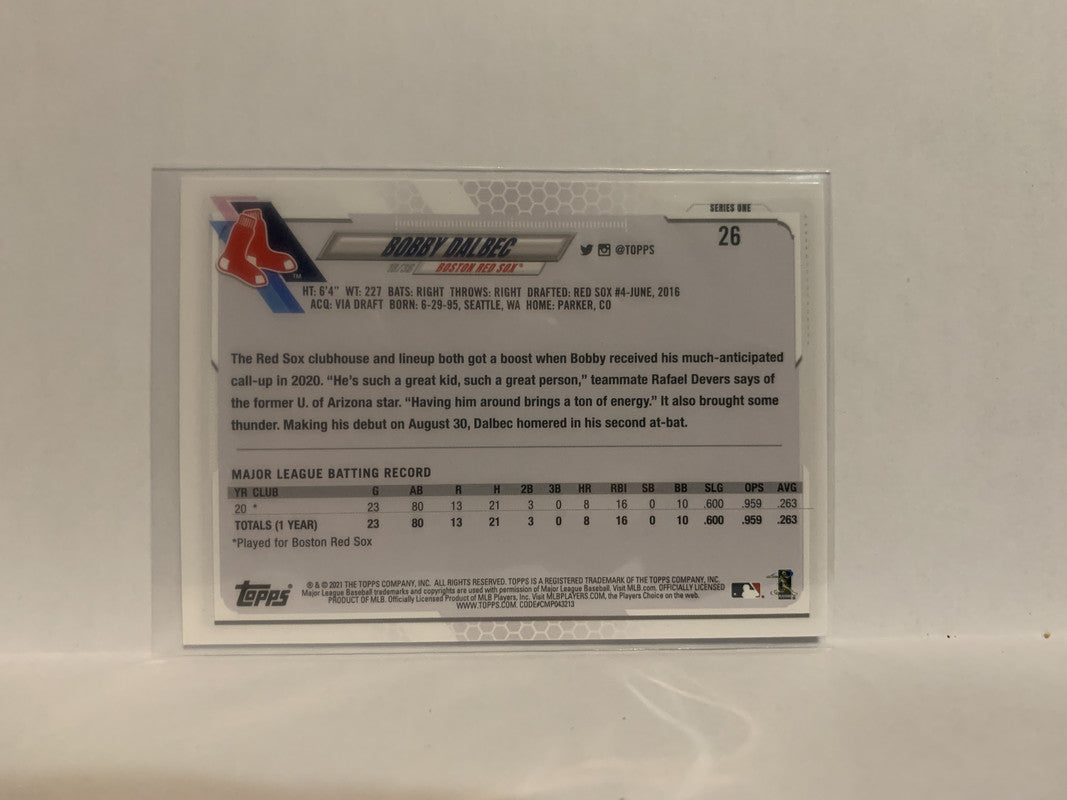 SERIES ONE
26
BOBBY DALBEC
BOSTON RED SOX®
@TOPPS
TM
HT: 6'4" WT: 227 BATS: RIGHT THROWS: RIGHT DRAFTED: RED SOX #4-JUNE, 2016
ACQ: VIA DRAFT BORN: 6-29-95, SEATTLE, WA HOME: PARKER, CO
The Red Sox clubhouse and lineup both got a boost when Bobby received his much-anticipated
call-up in 2020. “He’s such a great kid, such a great person,” teammate Rafael Devers says of
the former U. of Arizona star. “Having him around brings a ton of energy.” It also brought some
thunder. Making his debut on August 30, Dalbec homered in his second at-bat.
MAJOR LEAGUE BATTING RECORD
YR CLUB G AB R H 2B 3B HR RBI SB BB SLG OPS AVG
20 * 23 80 13 21 3 0 8 16 0 10 .600 .959 .263
TOTALS (1 YEAR) 23 80 13 21 3 0 8 16 0 10 .600 .959 .263
*Played for Boston Red Sox
Topps
® & © 2021 THE TOPPS COMPANY, INC. ALL RIGHTS RESERVED. TOPPS IS A REGISTERED TRADEMARK OF THE TOPPS COMPANY, INC.
Major League Baseball trademarks and copyrights are used with permission of Major League Baseball. Visit MLB.com. OFFICIALLY LICENSED
PRODUCT OF MLB. Officially Licensed Product of MLB Players, Inc. Visit MLBPLAYERS.COM, the Players Choice on the web.
WWW.TOPPS.COM. CODE#CMP043213